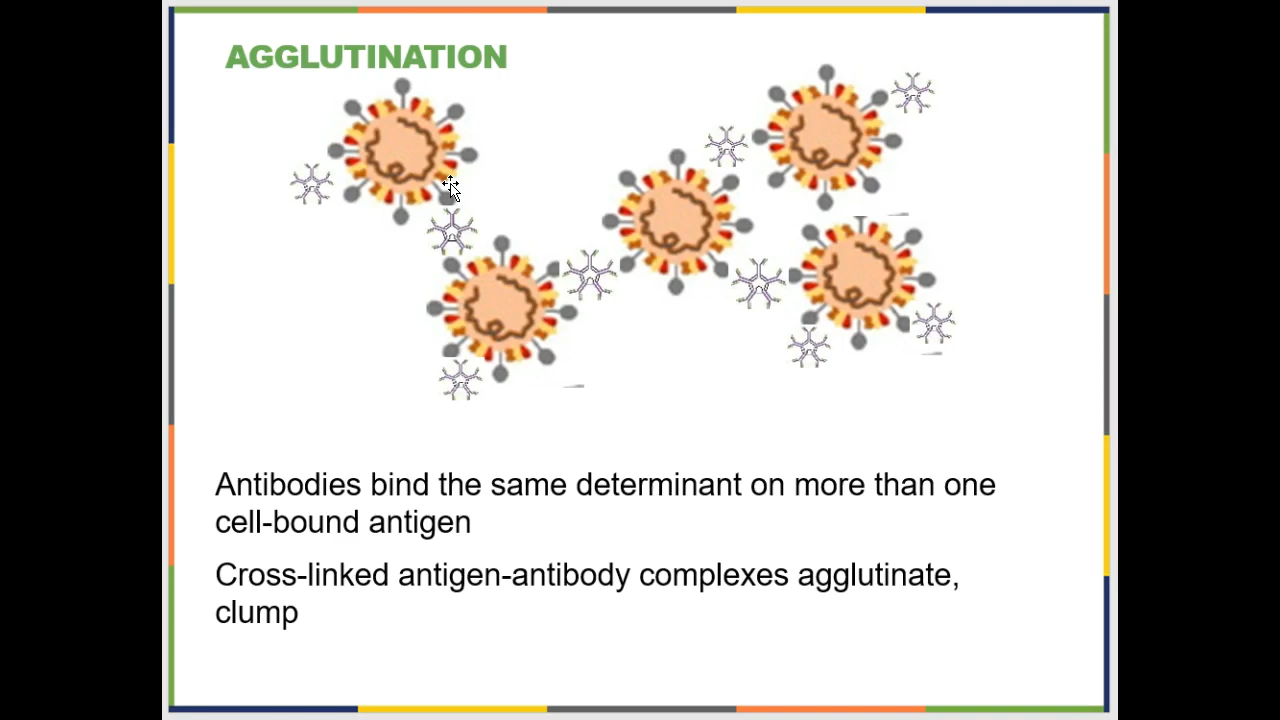 AGGLUTINATION
Antibodies bind the same determinant on more than one
cell-bound antigen
Cross-linked antigen-antibody complexes agglutinate,
clump